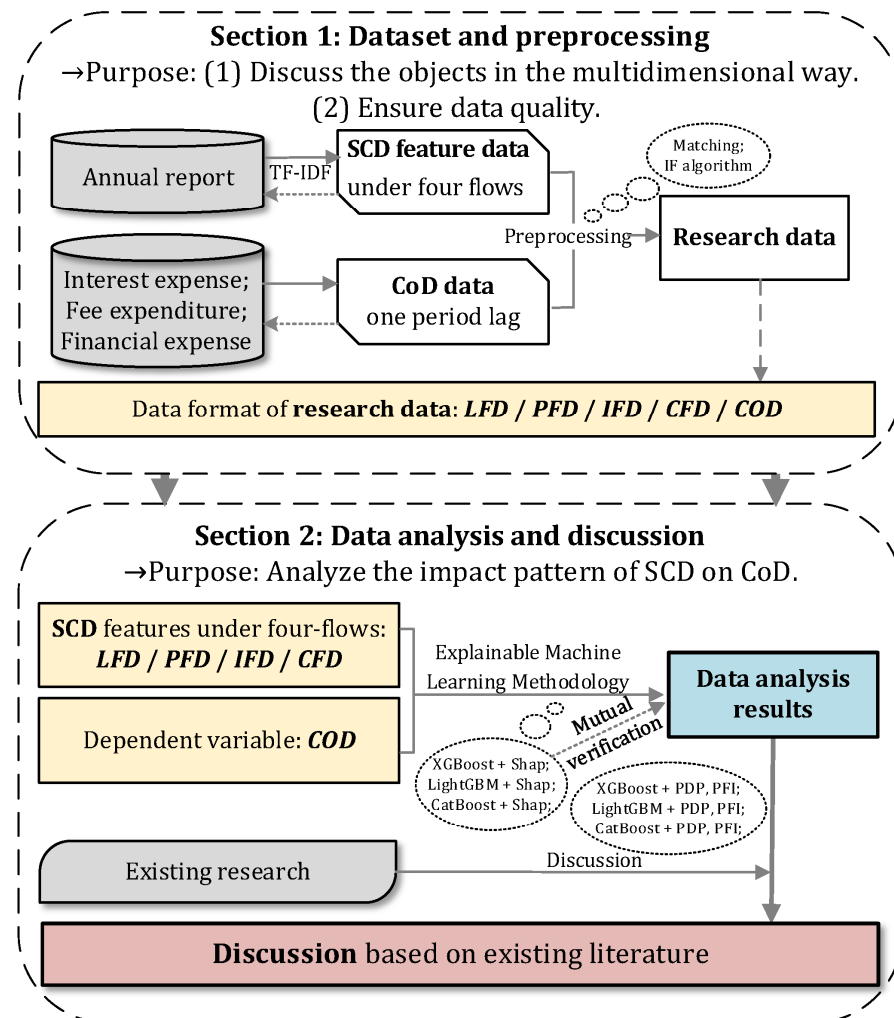 Section 1: Dataset and preprocessing
→Purpose: (1) Discuss the objects in the multidimensional way.
(2) Ensure data quality.
Annual report
TF-IDF
SCD feature data
under four flows
Matching;
IF algorithm
Preprocessing
Research data
Interest expense;
Fee expenditure;
Financial expense
CoD data
one period lag
Data format of research data: LFD / PFD / IFD / CFD / COD
Section 2: Data analysis and discussion
→Purpose: Analyze the impact pattern of SCD on CoD.
SCD features under four-flows:
LFD / PFD / IFD / CFD
Dependent variable: COD
Explainable Machine
Learning Methodology
Mutual
verification
Data analysis
results
XGBoost + Shap;
LightGBM + Shap;
CatBoost + Shap;
XGBoost + PDP, PFI;
LightGBM + PDP, PFI;
CatBoost + PDP, PFI;
Existing research
Discussion
Discussion based on existing literature